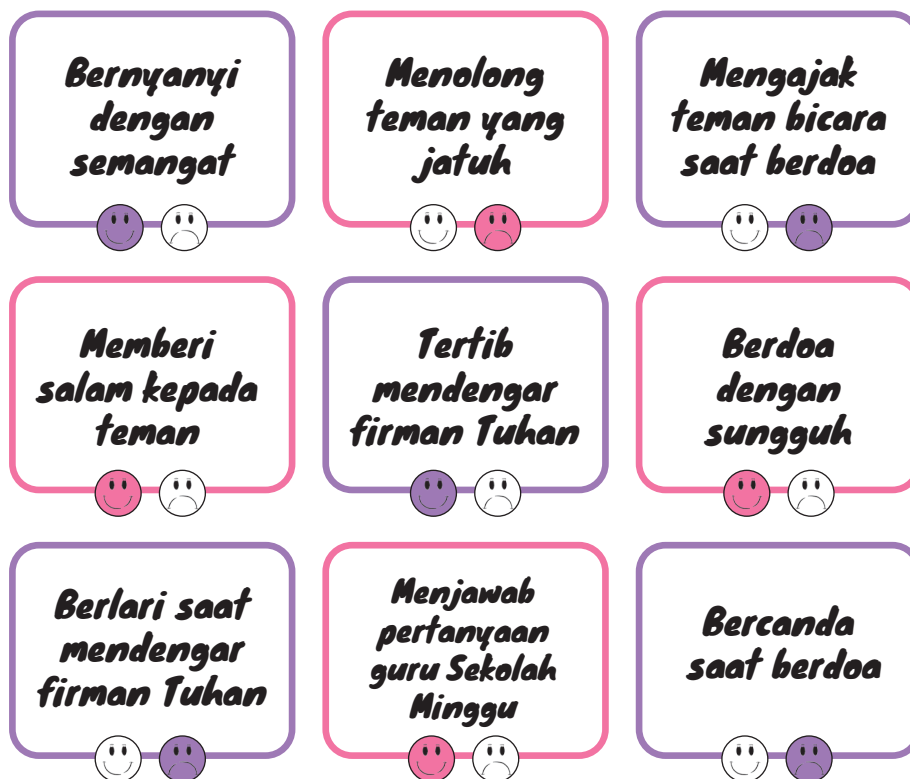 Bernyanyi
dengan
semangat
Menolong
teman yang
jatuh
Mengajak
teman bicara
saat berdoa
Memberi
salam kepada
teman
Tertib
mendengar
firman Tuhan
Berdoa
dengan
sungguh
Berlari saat
mendengar
firman Tuhan
Menjawab
pertanyaan
guru Sekolah
Minggu
Bercanda
saat berdoa